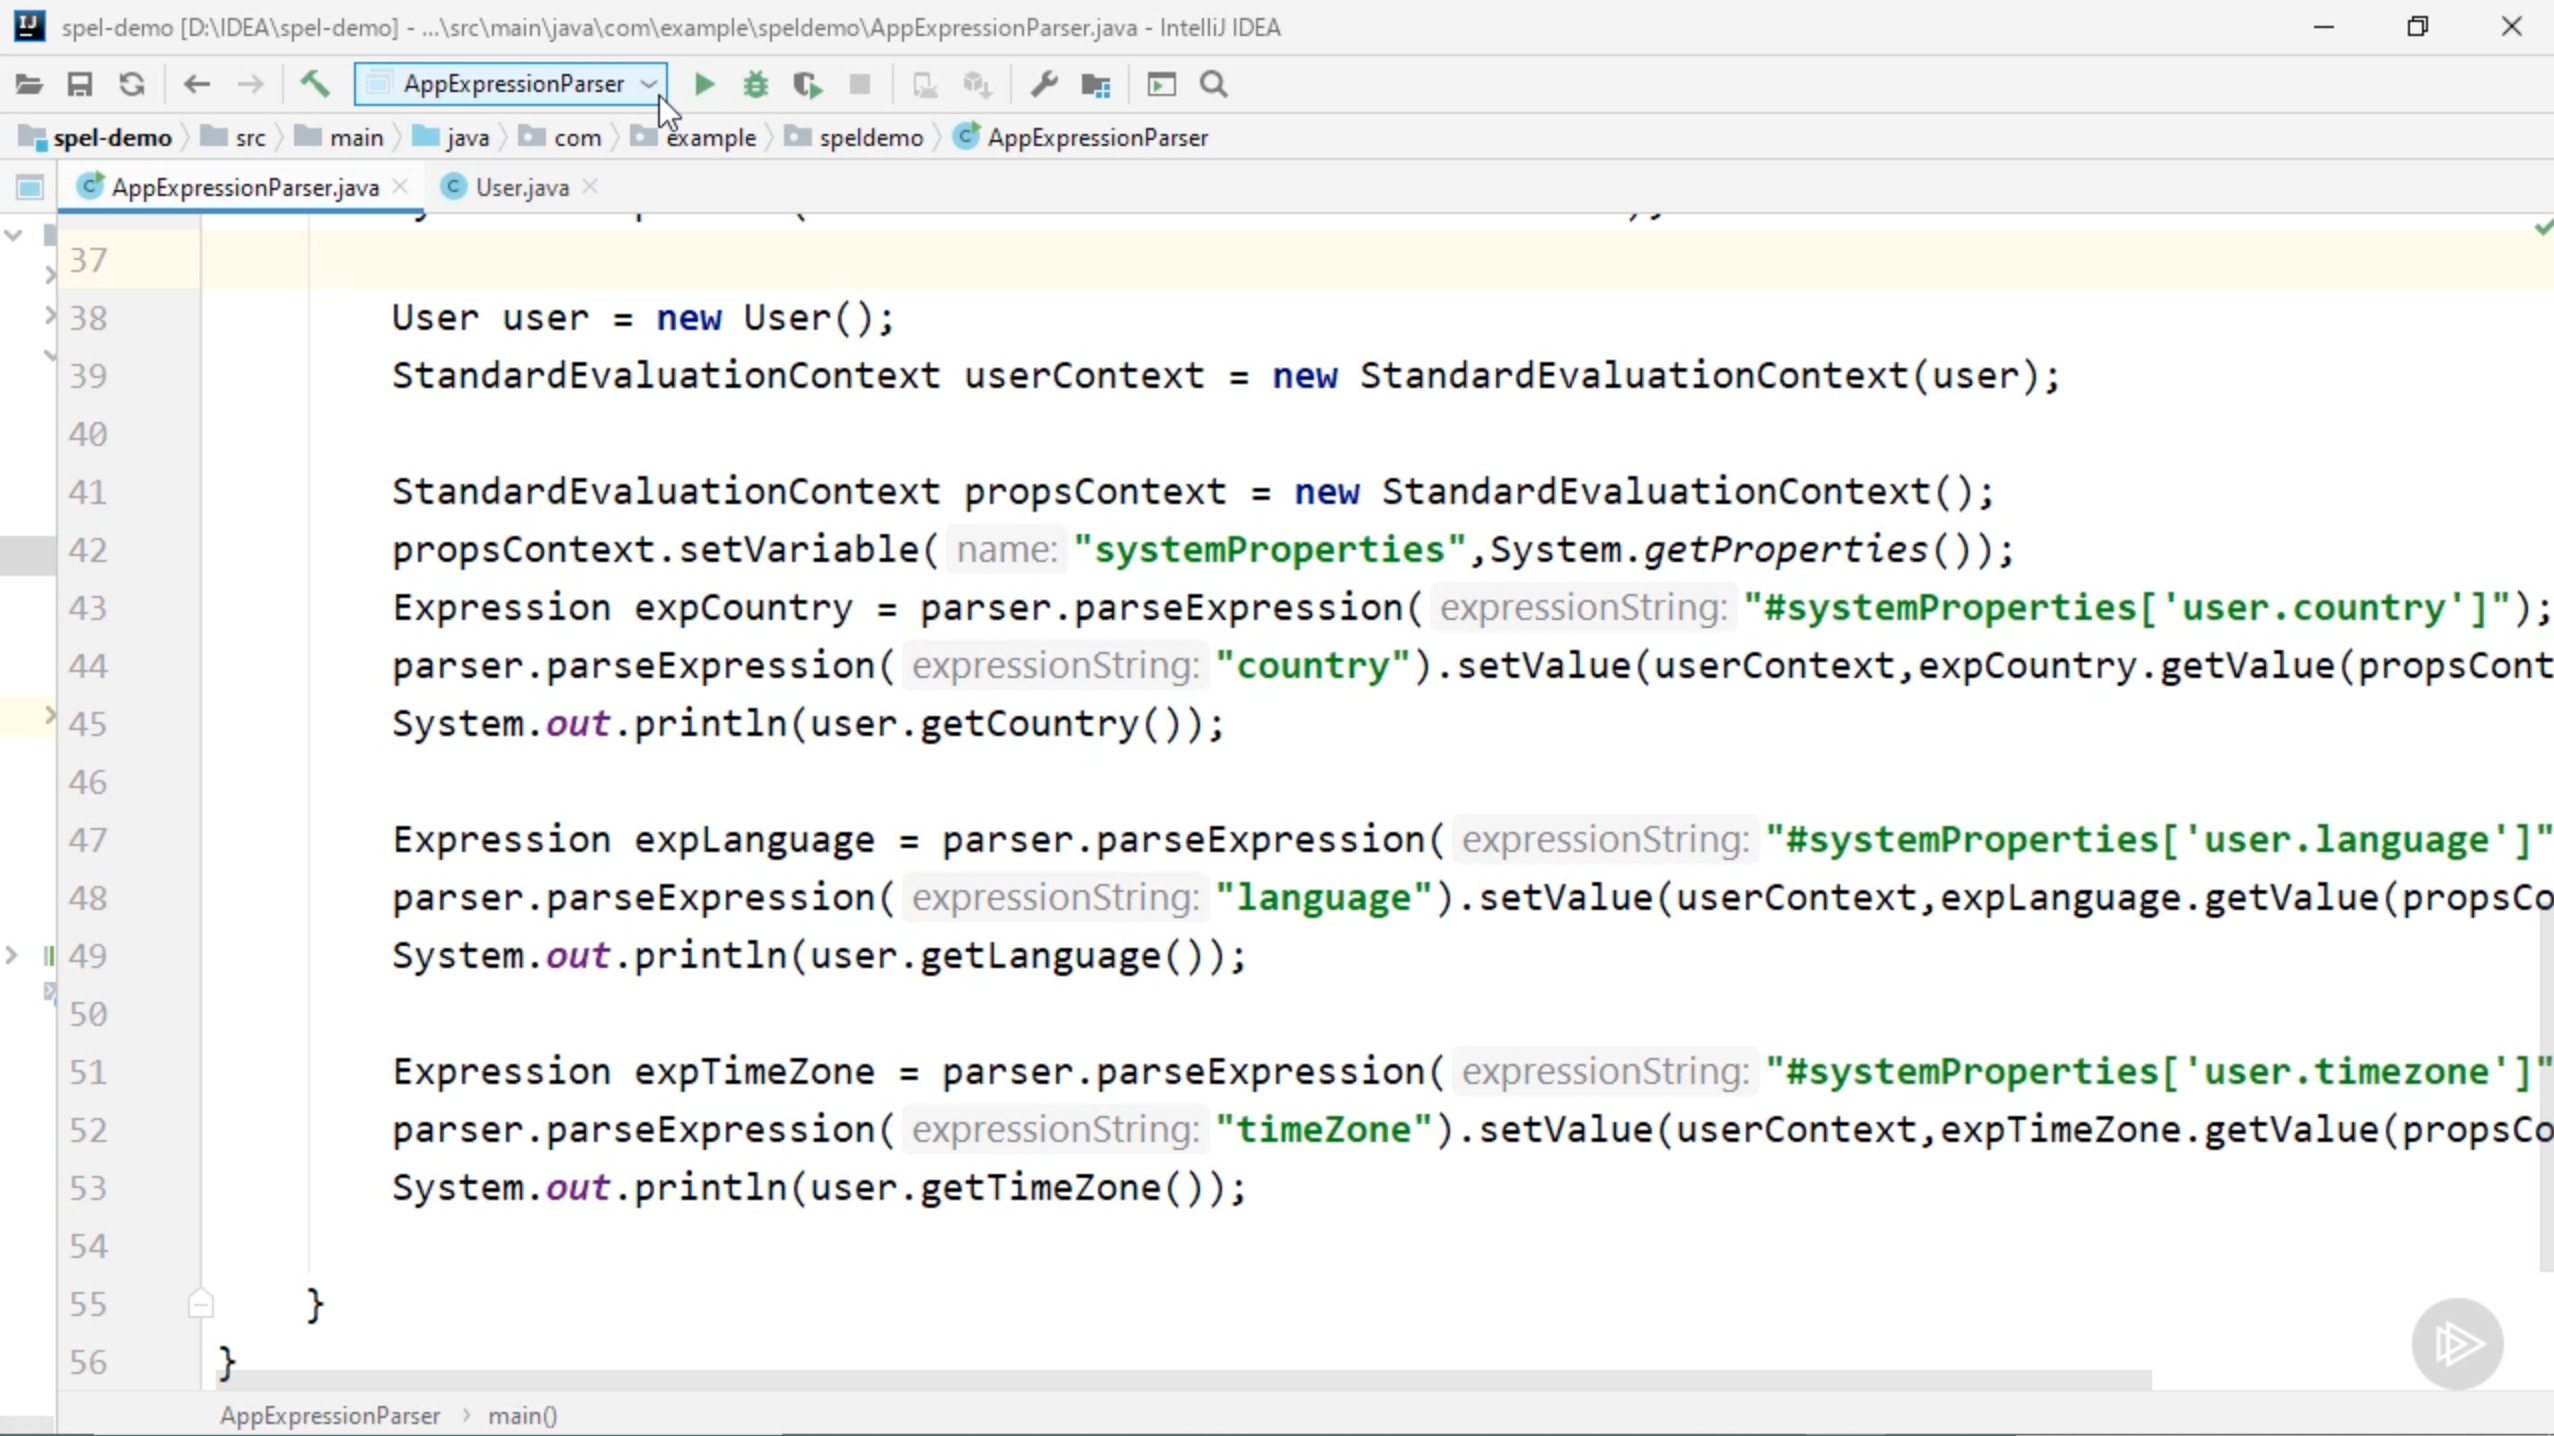 spel-demo [D:\IDEA\spel-demo] - ...\src\main\java\com\example\speldemo\AppExpressionParser.java - IntelliJ IDEA
AppExpressionParser
spel-demo src main java com example speldemo AppExpressionParser
AppExpressionParser.java User.java
37
38 User user = new User();
39 StandardEvaluationContext userContext = new StandardEvaluationContext(user);
40
41 StandardEvaluationContext propsContext = new StandardEvaluationContext();
42 propsContext.setVariable( name: "systemProperties",System.getProperties());
43 Expression expCountry = parser.parseExpression( expressionString: "#systemProperties['user.country']");
44 parser.parseExpression( expressionString: "country").setValue(userContext,expCountry.getValue(propsCont
45 System.out.println(user.getCountry());
46
47 Expression expLanguage = parser.parseExpression( expressionString: "#systemProperties['user.language']"
48 parser.parseExpression( expressionString: "language").setValue(userContext,expLanguage.getValue(propsCo
49 System.out.println(user.getLanguage());
50
51 Expression expTimeZone = parser.parseExpression( expressionString: "#systemProperties['user.timezone']"
52 parser.parseExpression( expressionString: "timeZone").setValue(userContext,expTimeZone.getValue(propsCo
53 System.out.println(user.getTimeZone());
54
55 }
56 }
AppExpressionParser > main()